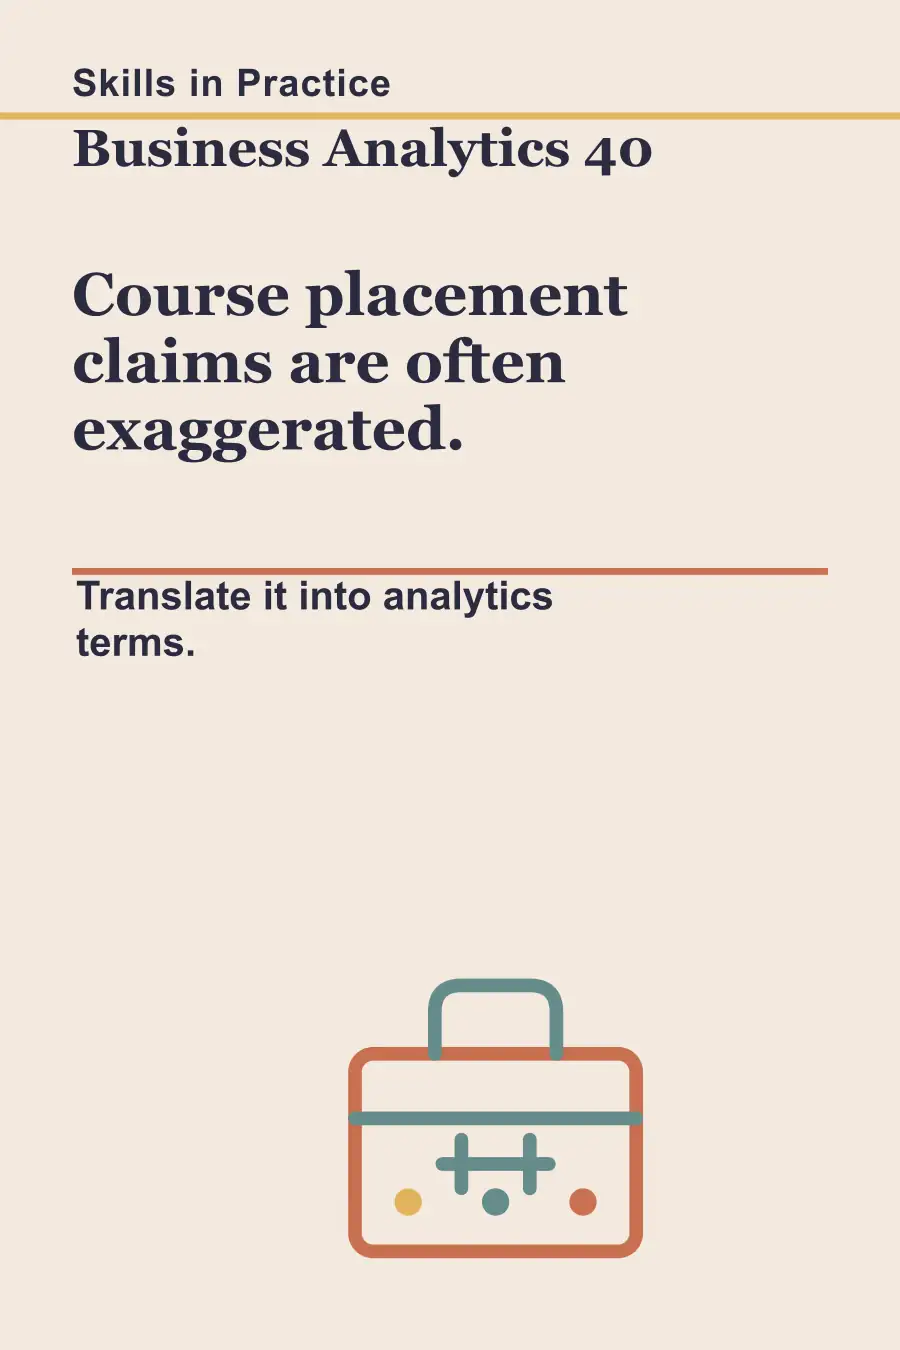 Skills in Practice
Business Analytics 40
Course placement
claims are often
exaggerated.
Translate it into analytics
terms.